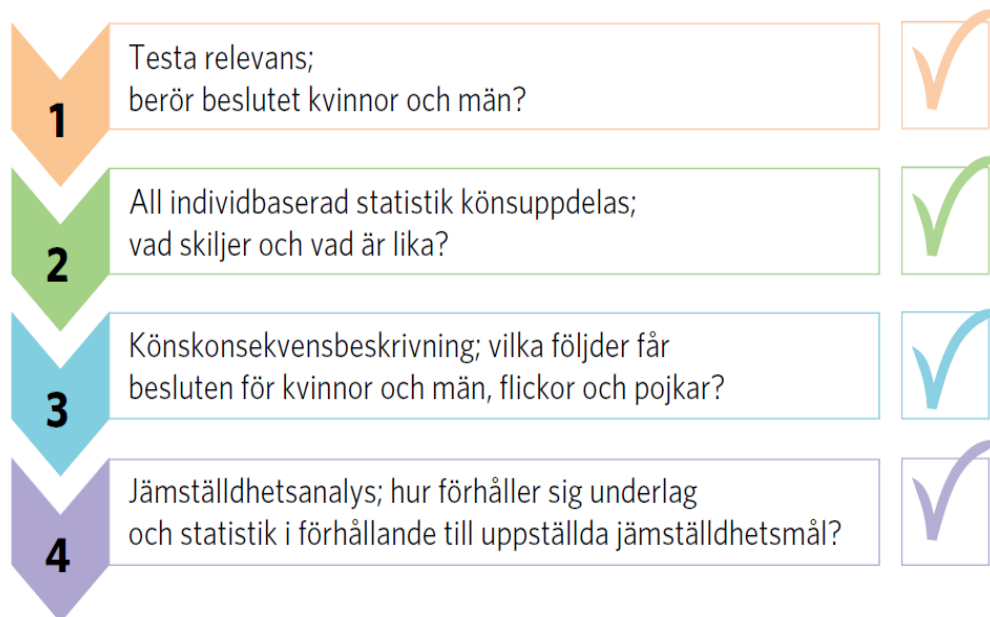 1
Testa relevans;
berör beslutet kvinnor och män?
2
All individbaserad statistik könsuppdelas;
vad skiljer och vad är lika?
3
Könskonsekvensbeskrivning; vilka följder får
besluten för kvinnor och män, flickor och pojkar?
4
Jämställdhetsanalys; hur förhåller sig underlag
och statistik i förhållande till uppställda jämställdhetsmål?